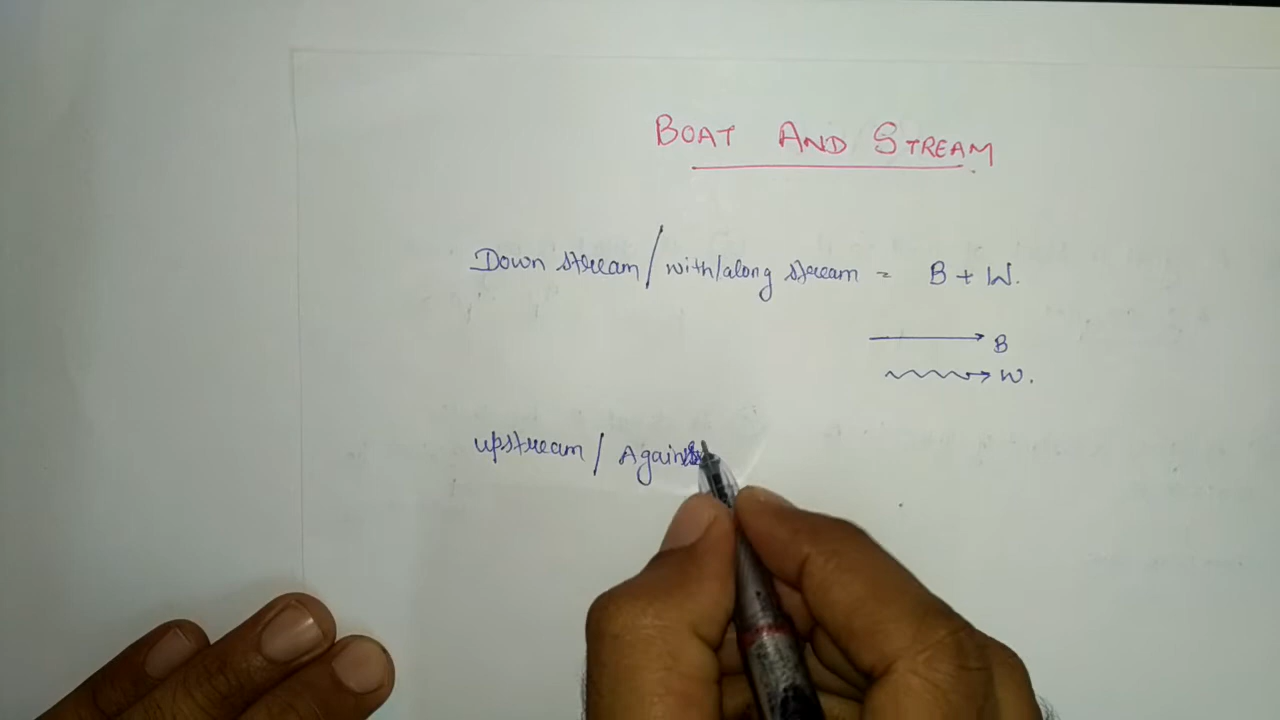 BOAT AND STREAM
Down stream/with/along stream = B + W.
B
W.
upstream / Against